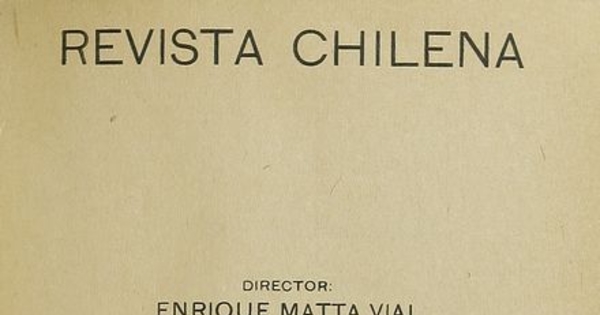 REVISTA CHILENA
DIRECTOR:
ENRIQUE MATTA VIAL